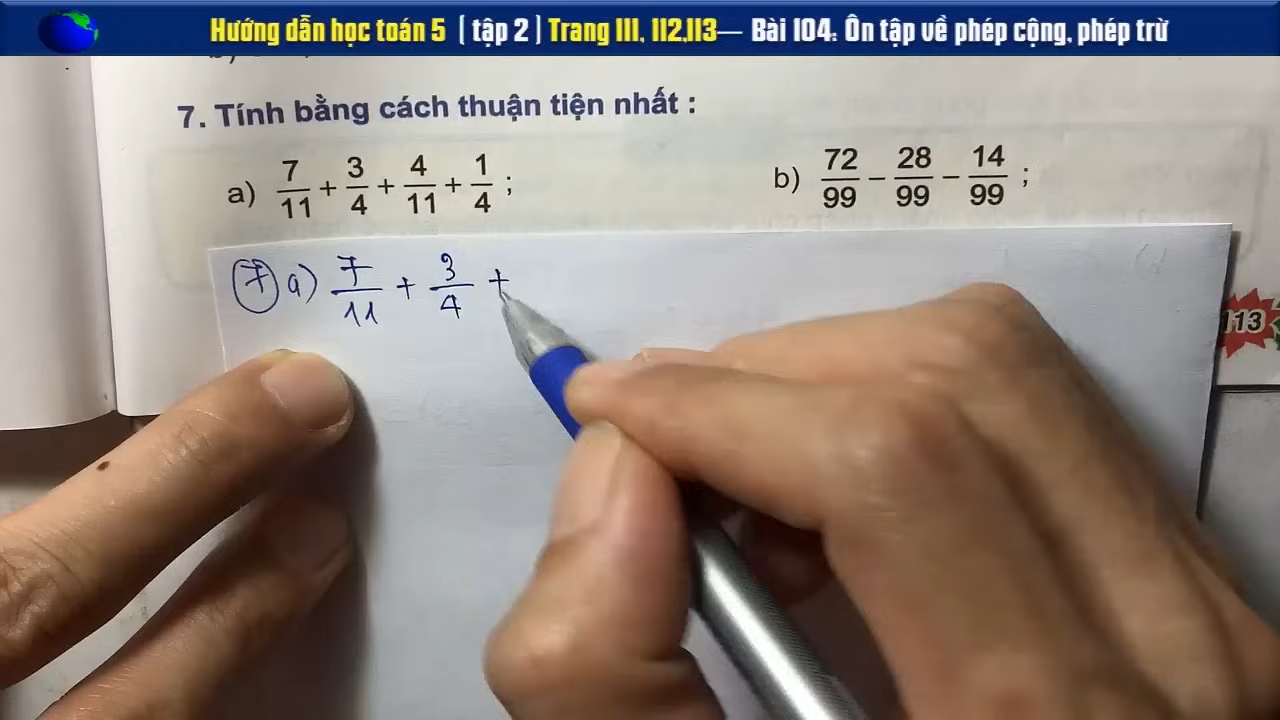 Hướng dẫn học toán 5 ( tập 2 ) Trang 111, 112,113— Bài 104: Ôn tập về phép cộng, phép trừ
7. Tính bằng cách thuận tiện nhất :
a) 7/11 + 3/4 + 4/11 + 1/4 ;
b) 72/99 − 28/99 − 14/99 ;
7 a) 7/11 + 3/4 +
113